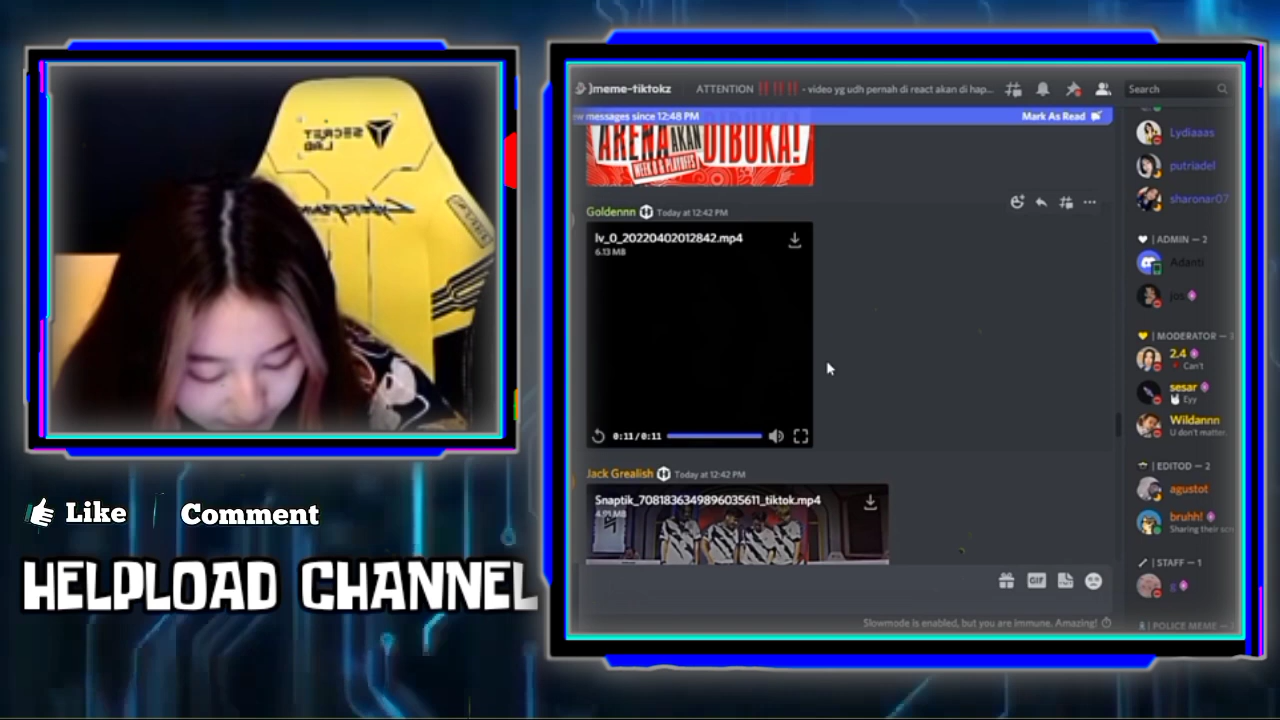 meme-tiktokz
ATTENTION ‼️‼️ - video yg udh pernah di react akan di hap...
Search
w messages since 12:48 PM
Mark As Read
ARENA AKAN DIBUKA!
WEEK 8 & PLAYOFFS
Goldennn Today at 12:42 PM
lv_0_20220402012842.mp4
6.13 MB
0:11/0:11
Jack Grealish Today at 12:42 PM
Snaptik_7081836349896035611_tiktok.mp4
GIF
Slowmode is enabled, but you are immune. Amazing!
Lydiaaas
putriadel
sharonar07
| ADMIN — 2
Adanti
jos
| MODERATOR — 3
2.4
Can't
sesar
Eyy
Wildannn
U don't matter.
| EDITOD — 2
agustot
bruhh!
Sharing their scr
| STAFF — 1
| POLICE MEME —
SECRET
LAB
Like
Comment
HELPLOAD CHANNEL